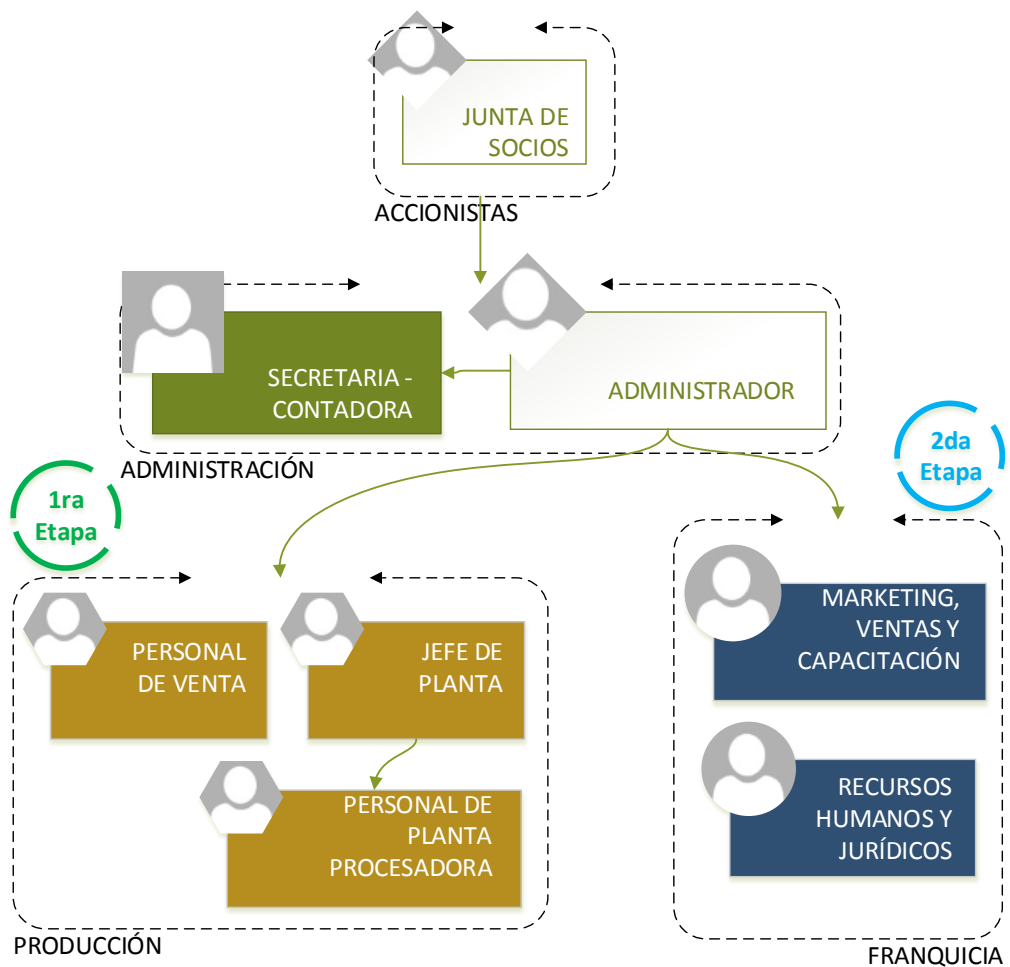 JUNTA DE
SOCIOS
ACCIONISTAS
SECRETARIA -
CONTADORA
ADMINISTRADOR
ADMINISTRACIÓN
1ra
Etapa
2da
Etapa
PERSONAL
DE VENTA
JEFE DE
PLANTA
PERSONAL DE
PLANTA
PROCESADORA
PRODUCCIÓN
MARKETING,
VENTAS Y
CAPACITACIÓN
RECURSOS
HUMANOS Y
JURÍDICOS
FRANQUICIA